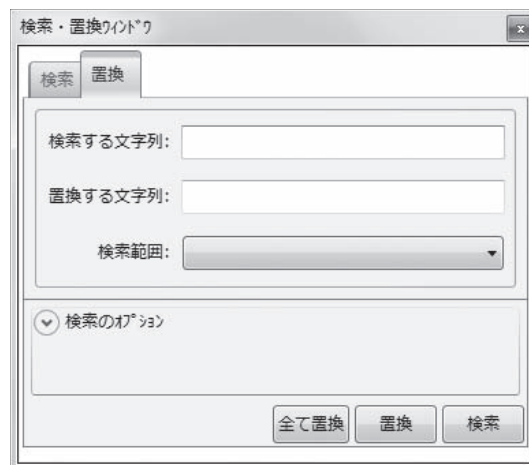 検索・置換ｳｨﾝﾄﾞｳ
検索 置換
検索する文字列:
置換する文字列:
検索範囲:
検索のｵﾌﾟｼｮﾝ
全て置換 置換 検索